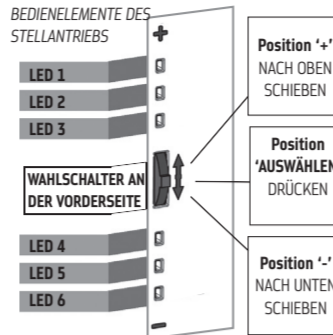 BEDIENELEMENTE DES
STELLANTRIEBS
+
LED 1
LED 2
LED 3
WAHLSCHALTER AN
DER VORDERSEITE
LED 4
LED 5
LED 6
–
Position ‘+’
NACH OBEN
SCHIEBEN
Position
‘AUSWÄHLEN
DRÜCKEN
Position ‘-’
NACH UNTEN
SCHIEBEN